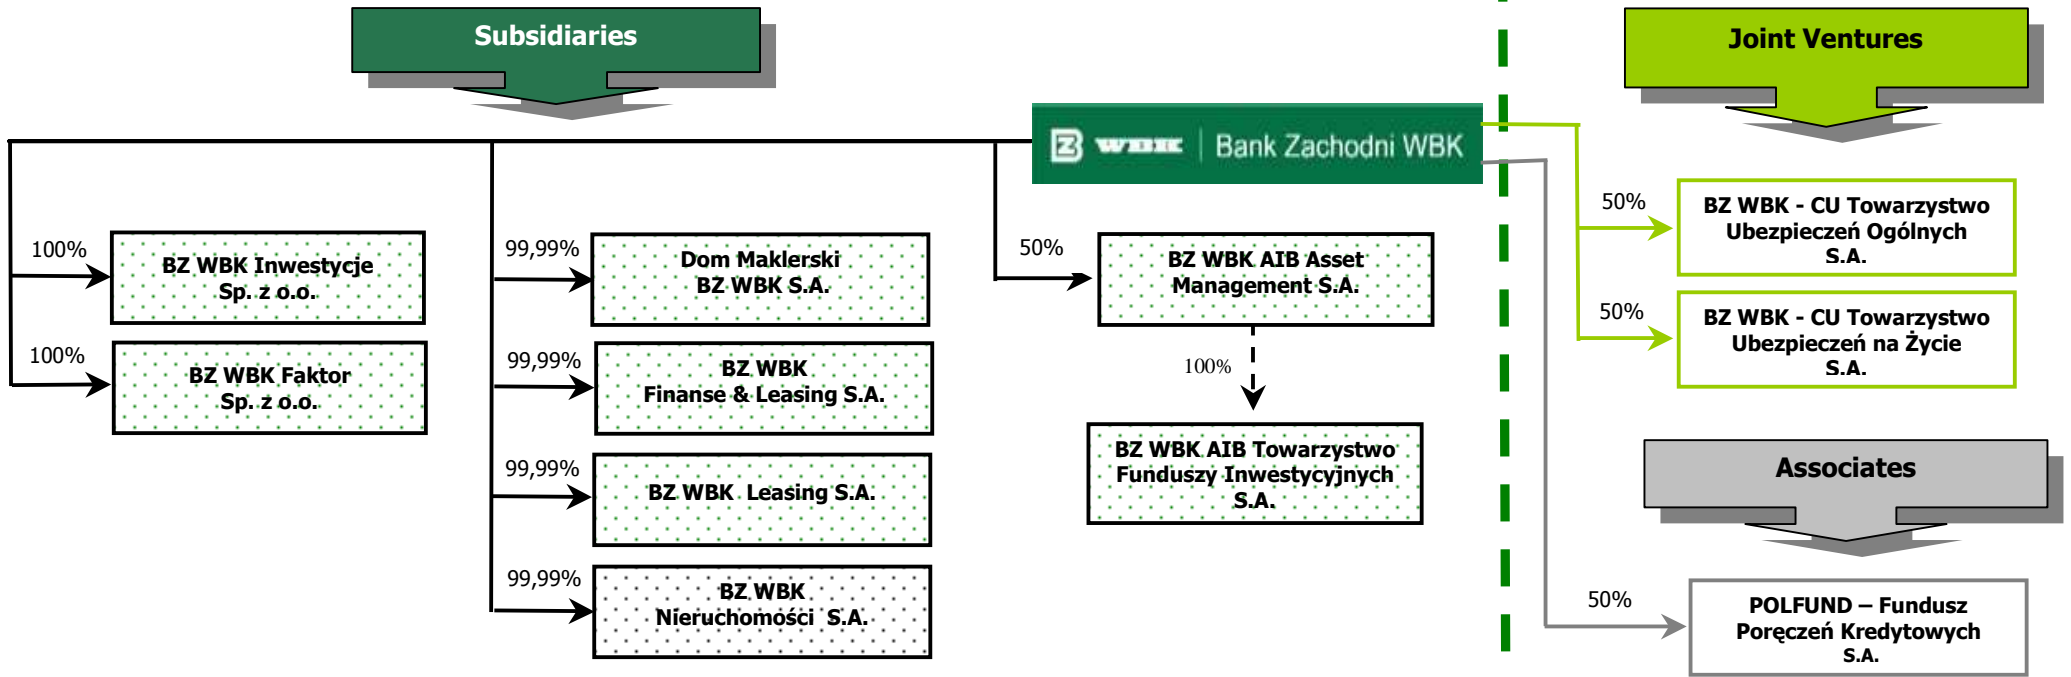 Subsidiaries
Joint Ventures
BZ WBK | Bank Zachodni WBK
100%
BZ WBK Inwestycje
Sp. z o.o.
100%
BZ WBK Faktor
Sp. z o.o.
99,99%
Dom Maklerski
BZ WBK S.A.
99,99%
BZ WBK
Finanse & Leasing S.A.
99,99%
BZ WBK Leasing S.A.
99,99%
BZ WBK
Nieruchomości S.A.
50%
BZ WBK AIB Asset
Management S.A.
100%
BZ WBK AIB Towarzystwo
Funduszy Inwestycyjnych
S.A.
50%
BZ WBK - CU Towarzystwo
Ubezpieczeń Ogólnych
S.A.
50%
BZ WBK - CU Towarzystwo
Ubezpieczeń na Życie
S.A.
Associates
50%
POLFUND – Fundusz
Poręczeń Kredytowych
S.A.